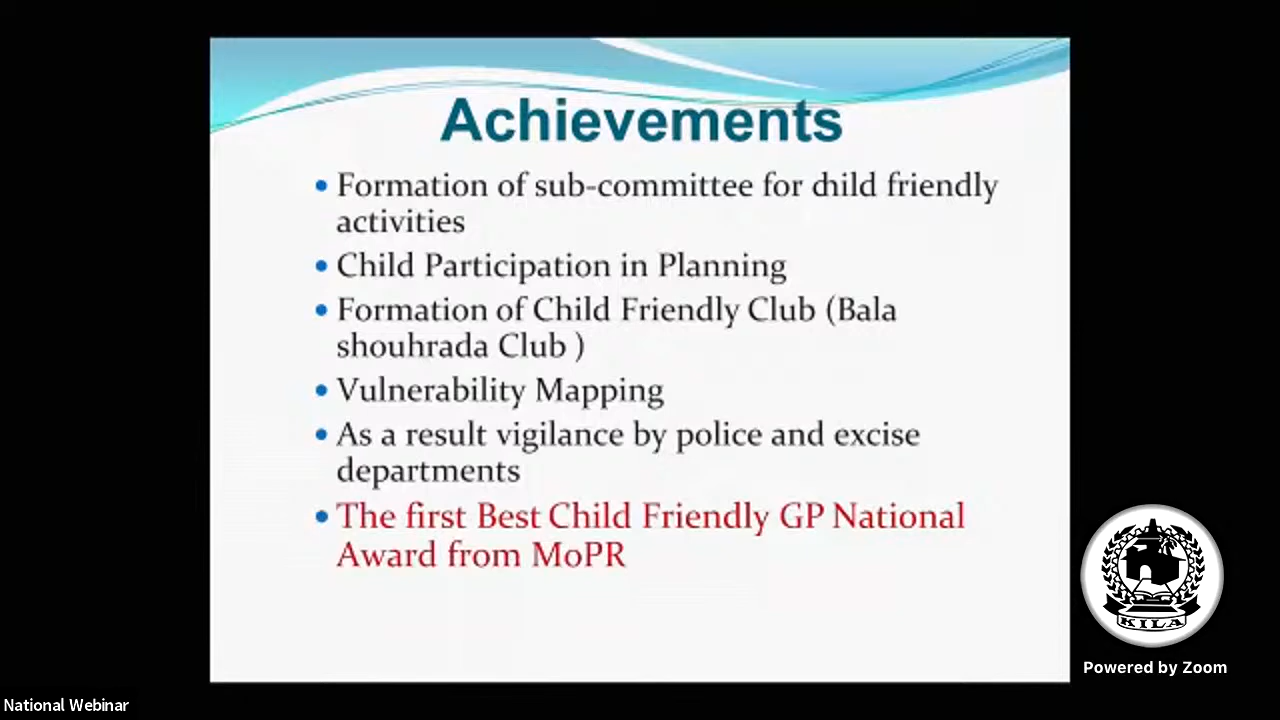 Achievements
• Formation of sub-committee for child friendly
activities
• Child Participation in Planning
• Formation of Child Friendly Club (Bala
shouhrada Club )
• Vulnerability Mapping
• As a result vigilance by police and excise
departments
• The first Best Child Friendly GP National
Award from MoPR
KILA
Powered by Zoom
National Webinar